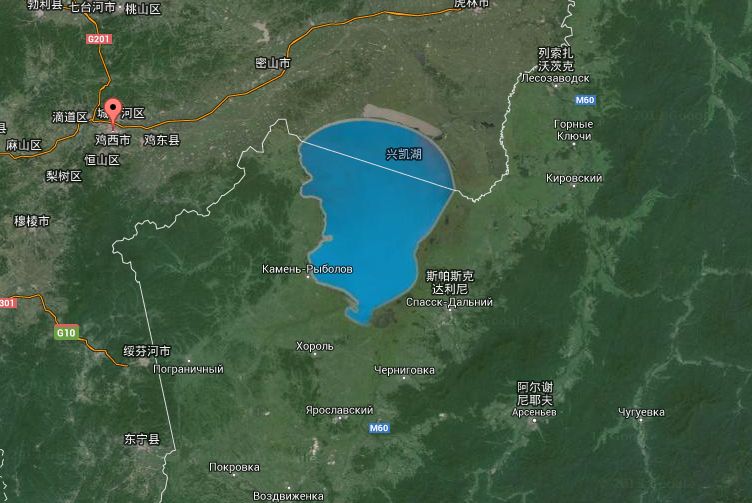 勃利县
七台河市
桃山区
虎林市
G201
密山市
列索扎
沃茨克
Лесозаводск
M60
滴道区
城
河区
Горные
Ключи
麻山区
鸡西市
鸡东县
恒山区
兴凯湖
梨树区
Кировский
穆棱市
Камень-Рыболов
斯帕斯克
达利尼
Спасск-Дальний
301
G10
绥芬河市
Хороль
Пограничный
Черниговка
阿尔谢
尼耶夫
Арсеньев
Ярославский
Чугуевка
M60
东宁县
Покровка
Воздвиженка